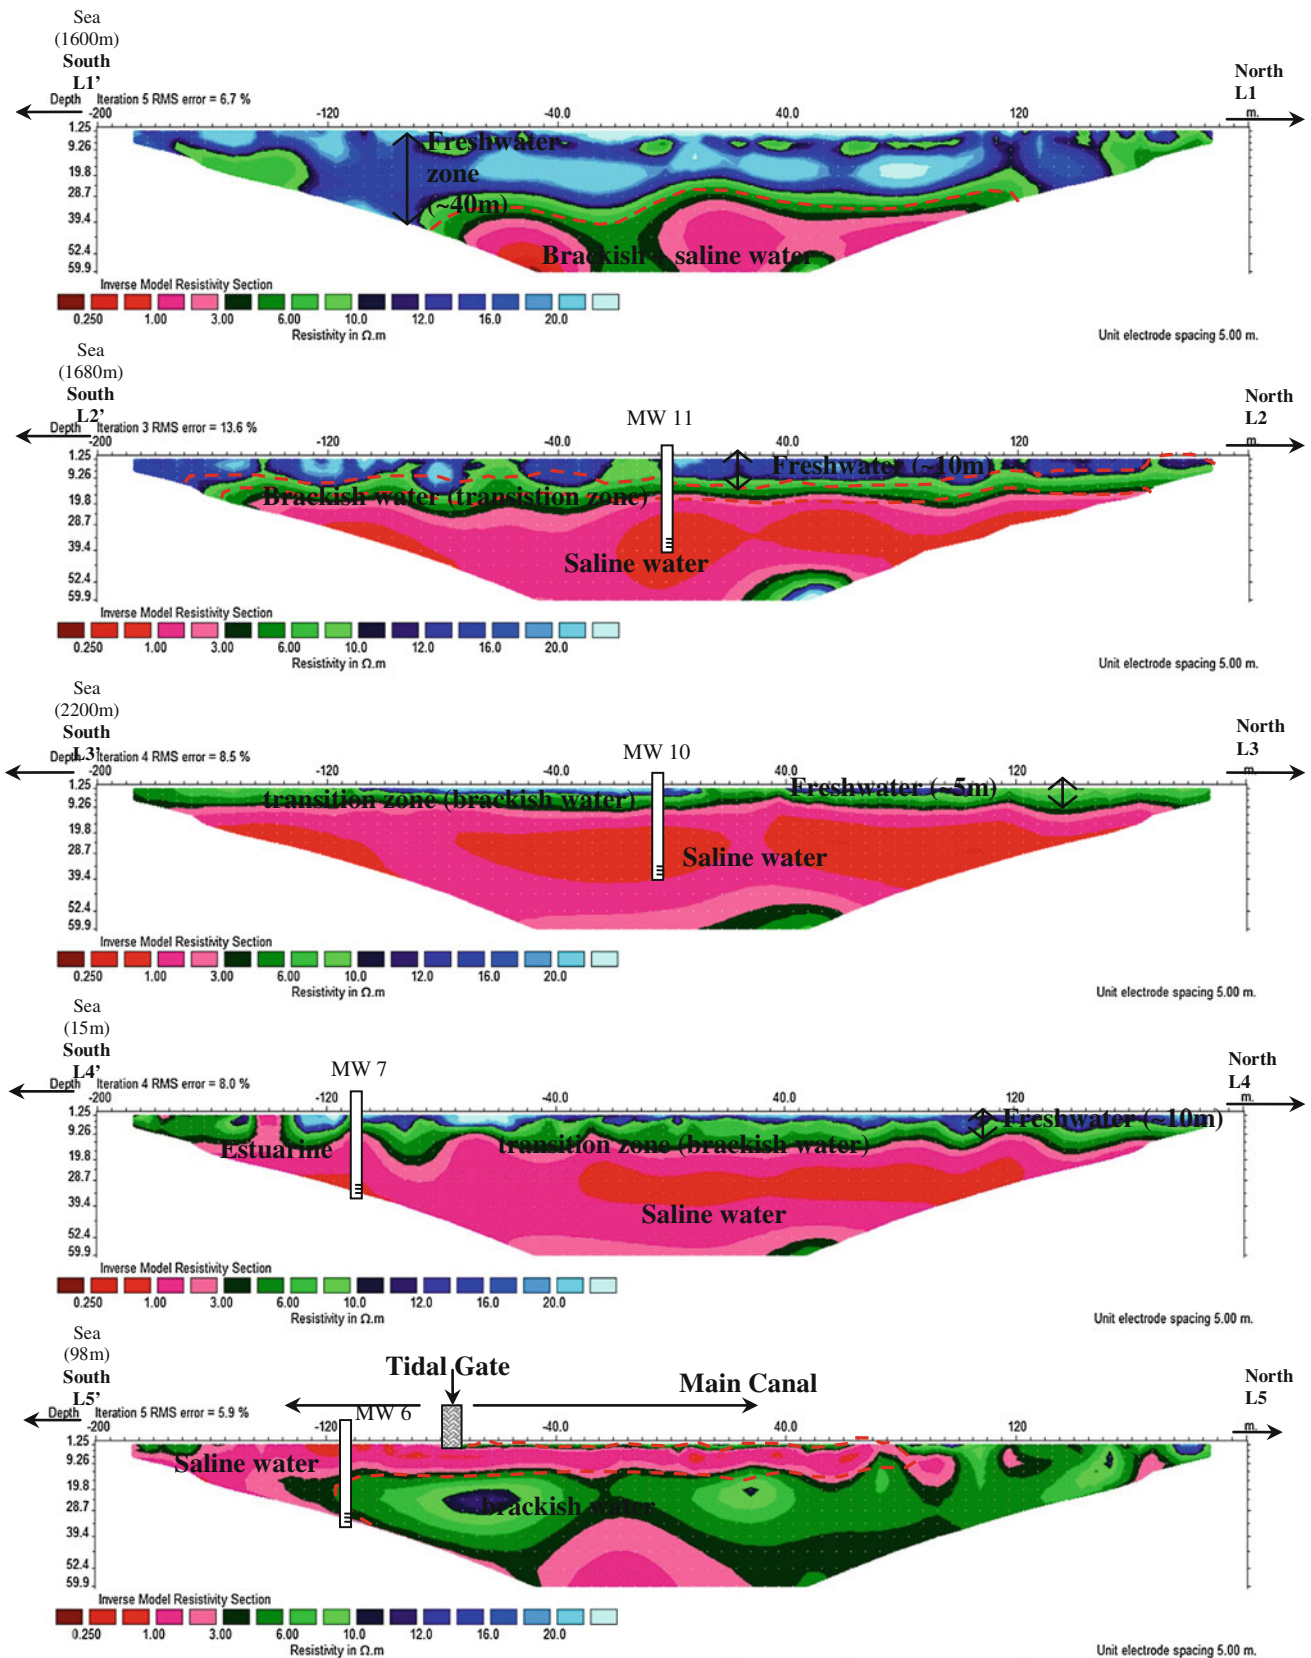 Sea
(1600m)
South
L1'
North
L1
Depth Iteration 5 RMS error = 6.7 %
-200 -120 -40.0 40.0 120 m.
1.25
9.26
19.8
28.7
39.4
52.4
59.9
Freshwater
zone
(~40m)
Brackish - saline water
Inverse Model Resistivity Section
0.250 1.00 3.00 6.00 10.0 12.0 16.0 20.0
Resistivity in Ω.m
Unit electrode spacing 5.00 m.
Sea
(1680m)
South
L2'
North
L2
MW 11
Depth Iteration 3 RMS error = 13.6 %
-200 -120 -40.0 40.0 120 m.
1.25
9.26
19.8
28.7
39.4
52.4
59.9
Freshwater (~10m)
Brackish water (transistion zone)
Saline water
Inverse Model Resistivity Section
0.250 1.00 3.00 6.00 10.0 12.0 16.0 20.0
Resistivity in Ω.m
Unit electrode spacing 5.00 m.
Sea
(2200m)
South
L3'
North
L3
MW 10
Depth Iteration 4 RMS error = 8.5 %
-200 -120 -40.0 40.0 120 m.
1.25
9.26
19.8
28.7
39.4
52.4
59.9
transition zone (brackish water)
Freshwater (~5m)
Saline water
Inverse Model Resistivity Section
0.250 1.00 3.00 6.00 10.0 12.0 16.0 20.0
Resistivity in Ω.m
Unit electrode spacing 5.00 m.
Sea
(15m)
South
L4'
North
L4
MW 7
Depth Iteration 4 RMS error = 8.0 %
-200 -120 -40.0 40.0 120 m.
1.25
9.26
19.8
28.7
39.4
52.4
59.9
Freshwater (~10m)
Estuarine
transition zone (brackish water)
Saline water
Inverse Model Resistivity Section
0.250 1.00 3.00 6.00 10.0 12.0 16.0 20.0
Resistivity in Ω.m
Unit electrode spacing 5.00 m.
Sea
(98m)
South
L5'
North
L5
Tidal Gate
Main Canal
MW 6
Depth Iteration 5 RMS error = 5.9 %
-200 -120 -40.0 40.0 120 m.
1.25
9.26
19.8
28.7
39.4
52.4
59.9
Saline water
brackish water
Inverse Model Resistivity Section
0.250 1.00 3.00 6.00 10.0 12.0 16.0 20.0
Resistivity in Ω.m
Unit electrode spacing 5.00 m.